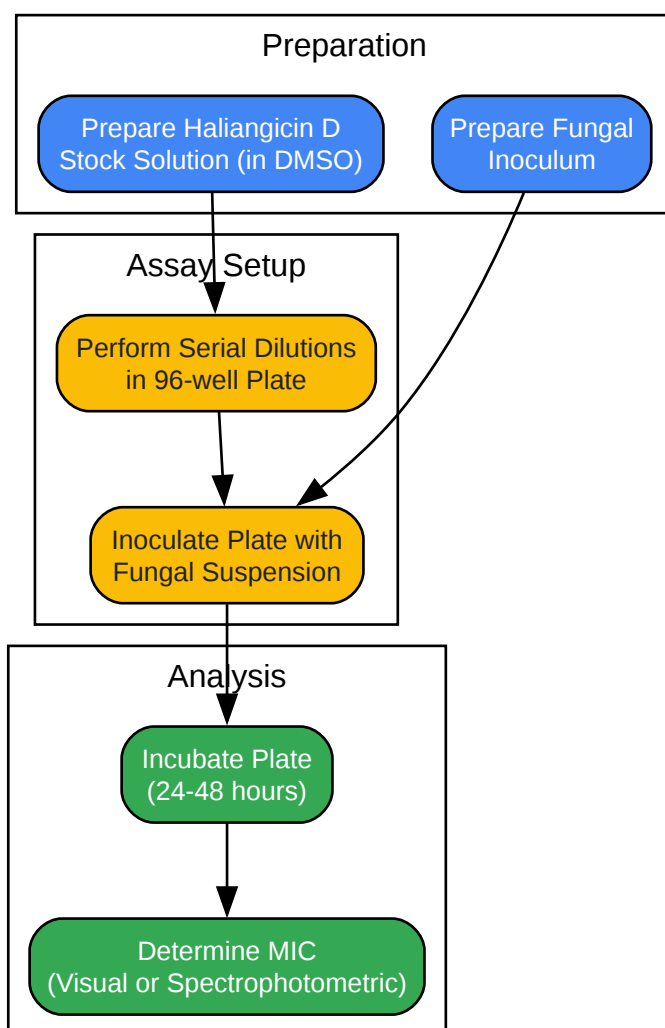 Preparation
Prepare Haliangicin D
Stock Solution (in DMSO)
Prepare Fungal
Inoculum
Assay Setup
Perform Serial Dilutions
in 96-well Plate
Inoculate Plate with
Fungal Suspension
Analysis
Incubate Plate
(24-48 hours)
Determine MIC
(Visual or Spectrophotometric)